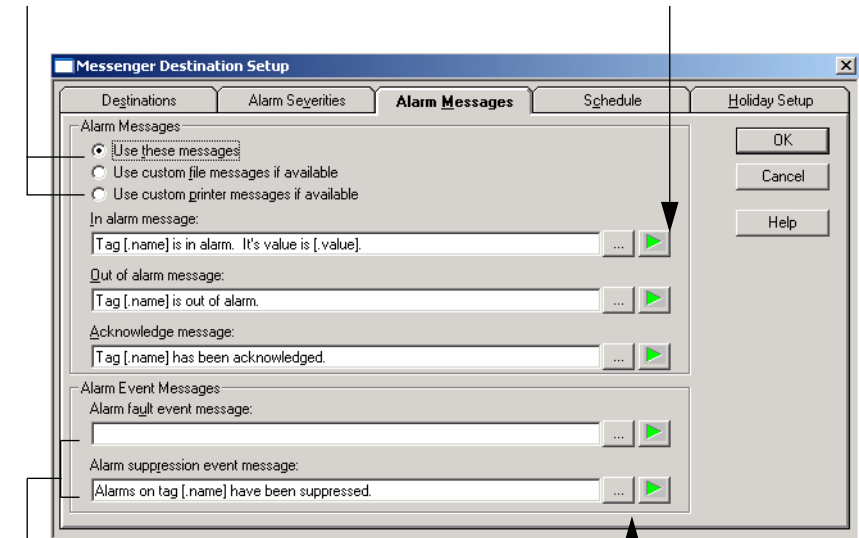 Messenger Destination Setup
Destinations Alarm Severities Alarm Messages Schedule Holiday Setup
Alarm Messages
Use these messages
Use custom file messages if available
Use custom printer messages if available
In alarm message:
Tag [.name] is in alarm. It's value is [.value].
...
Out of alarm message:
Tag [.name] is out of alarm.
...
Acknowledge message:
Tag [.name] has been acknowledged.
...
Alarm Event Messages
Alarm fault event message:
...
Alarm suppression event message:
Alarms on tag [.name] have been suppressed.
...
OK
Cancel
Help